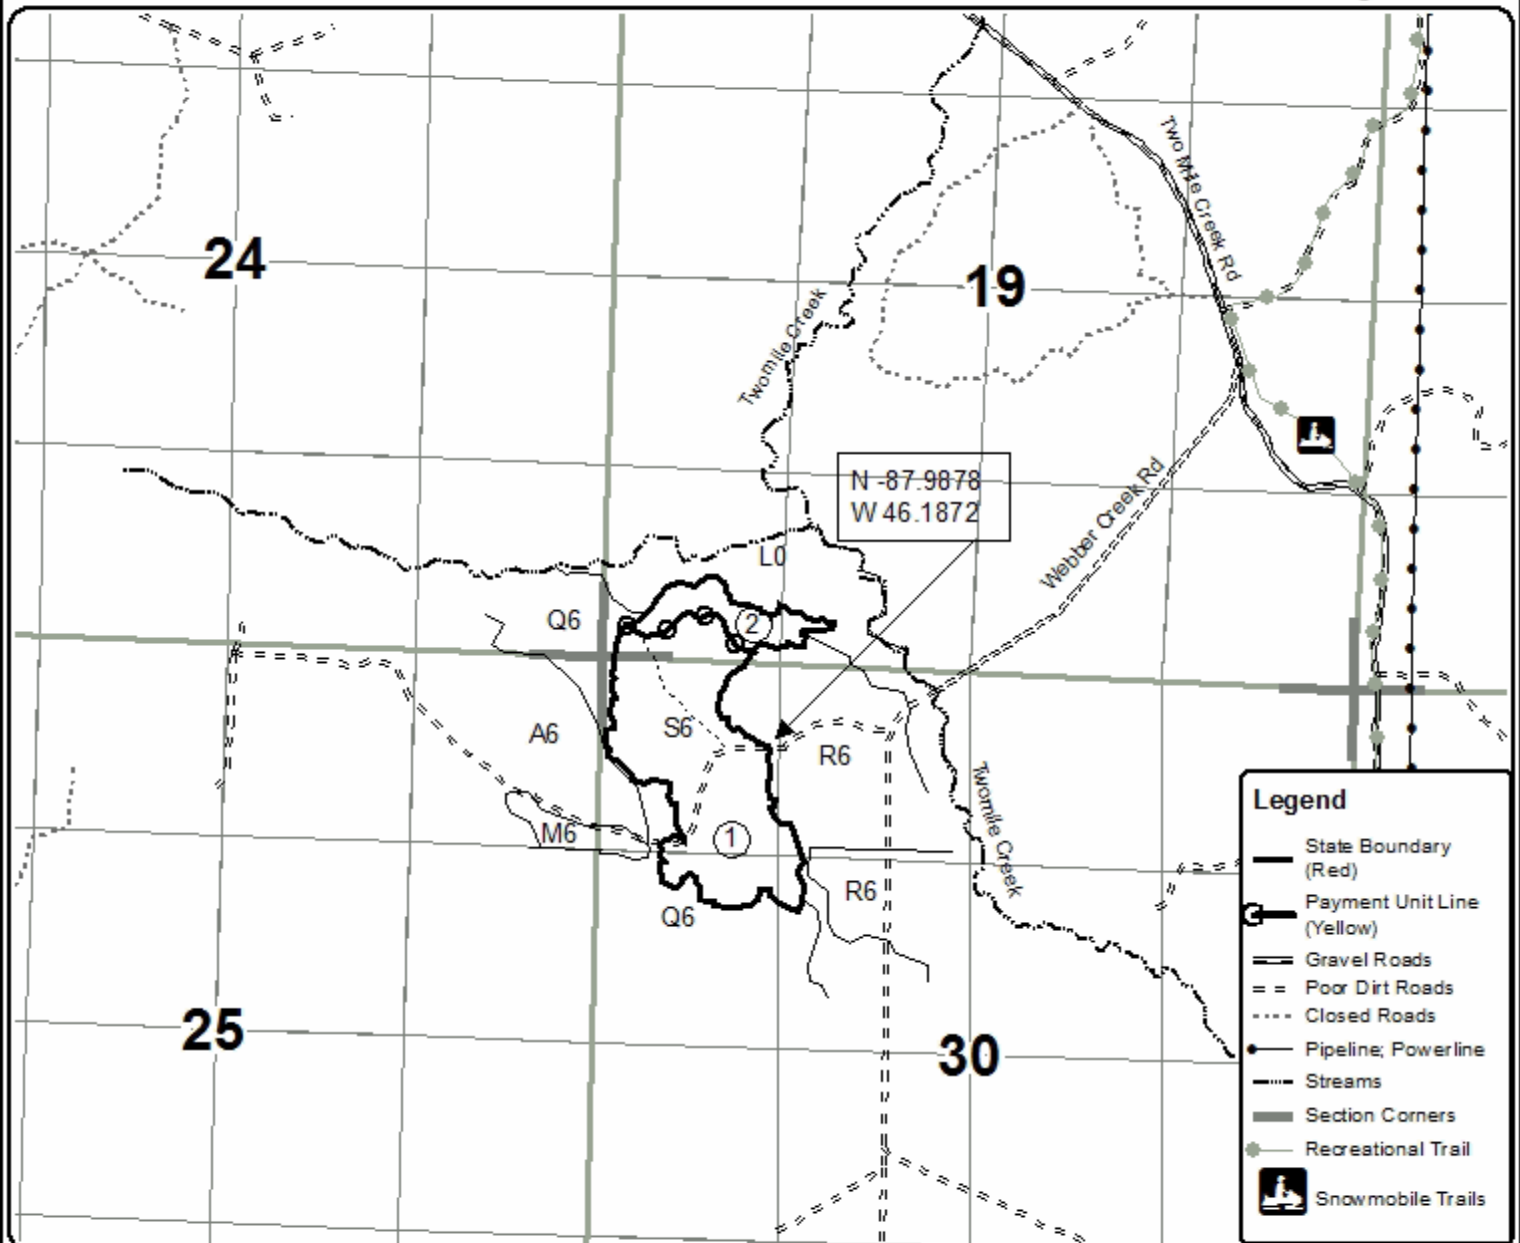 Two Mile Creek Rd
24
19
Twomile Creek
N -87.9878
W 46.1872
Webber Creek Rd
L0
Q6
2
A6
S6
R6
Twomile Creek
M6
1
R6
Q6
25
30
Legend
State Boundary
(Red)
Payment Unit Line
(Yellow)
Gravel Roads
Poor Dirt Roads
Closed Roads
Pipeline; Powerline
Streams
Section Corners
Recreational Trail
Snowmobile Trails